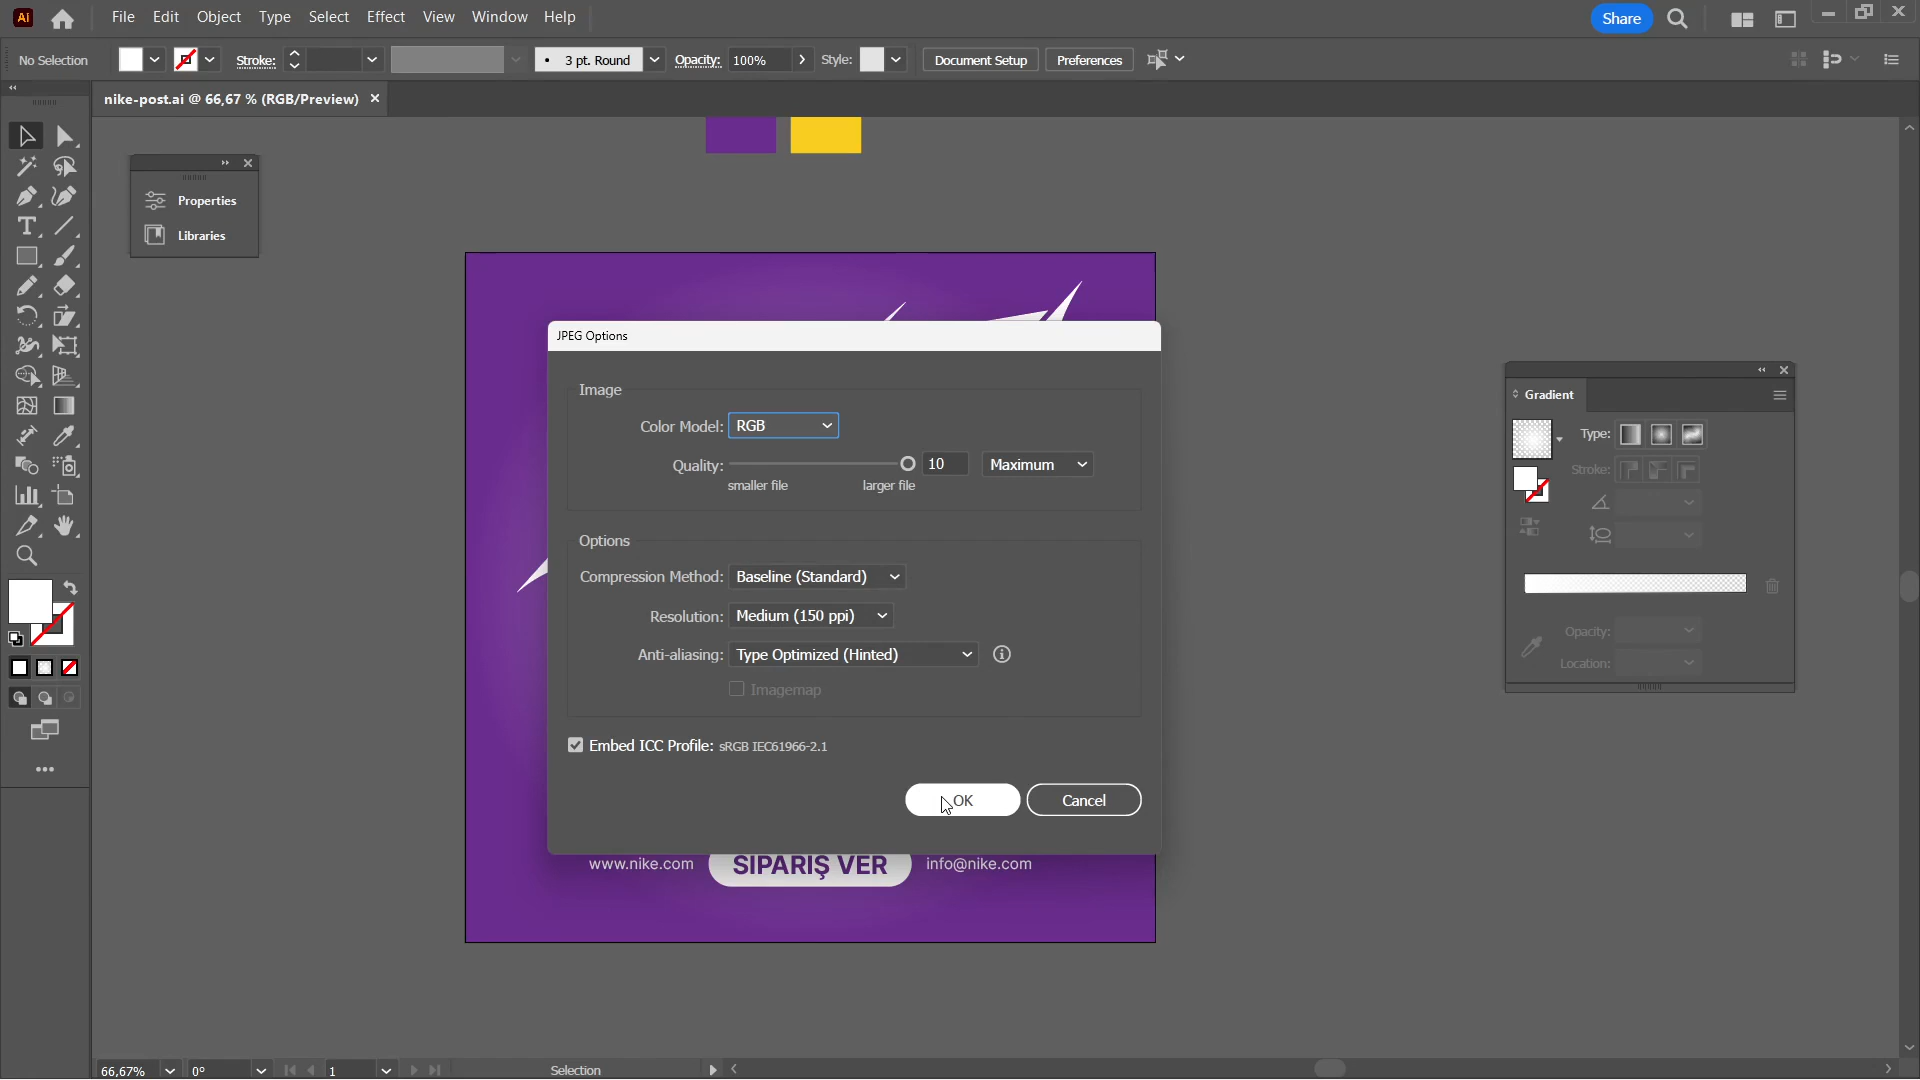 Ai File Edit Object Type Select Effect View Window Help Share
No Selection Stroke: 3 pt. Round Opacity: 100% Style: Document Setup Preferences
nike-post.ai @ 66,67 % (RGB/Preview)
Properties
Libraries
JPEG Options
Image
Color Model: RGB
Quality: 10 Maximum
smaller file larger file
Options
Compression Method: Baseline (Standard)
Resolution: Medium (150 ppi)
Anti-aliasing: Type Optimized (Hinted)
Imagemap
Embed ICC Profile: sRGB IEC61966-2.1
OK Cancel
Gradient
Type:
Stroke:
Opacity:
Location:
www.nike.com SİPARİŞ VER info@nike.com
66,67% 0° 1 Selection